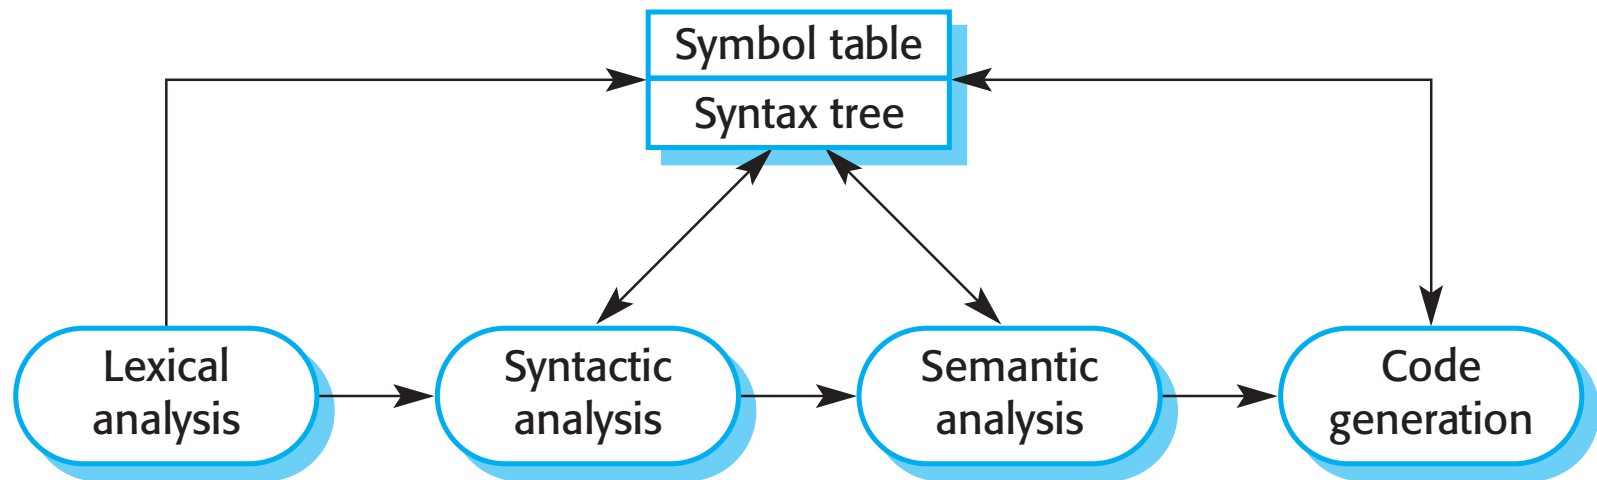 Symbol table
Syntax tree
Lexical
analysis
Syntactic
analysis
Semantic
analysis
Code
generation